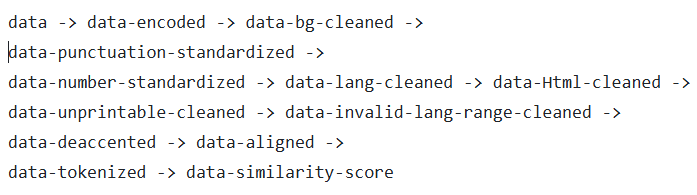 data -> data-encoded -> data-bg-cleaned ->
data-punctuation-standardized ->
data-number-standardized -> data-lang-cleaned -> data-Html-cleaned ->
data-unprintable-cleaned -> data-invalid-lang-range-cleaned ->
data-deaccented -> data-aligned ->
data-tokenized -> data-similarity-score